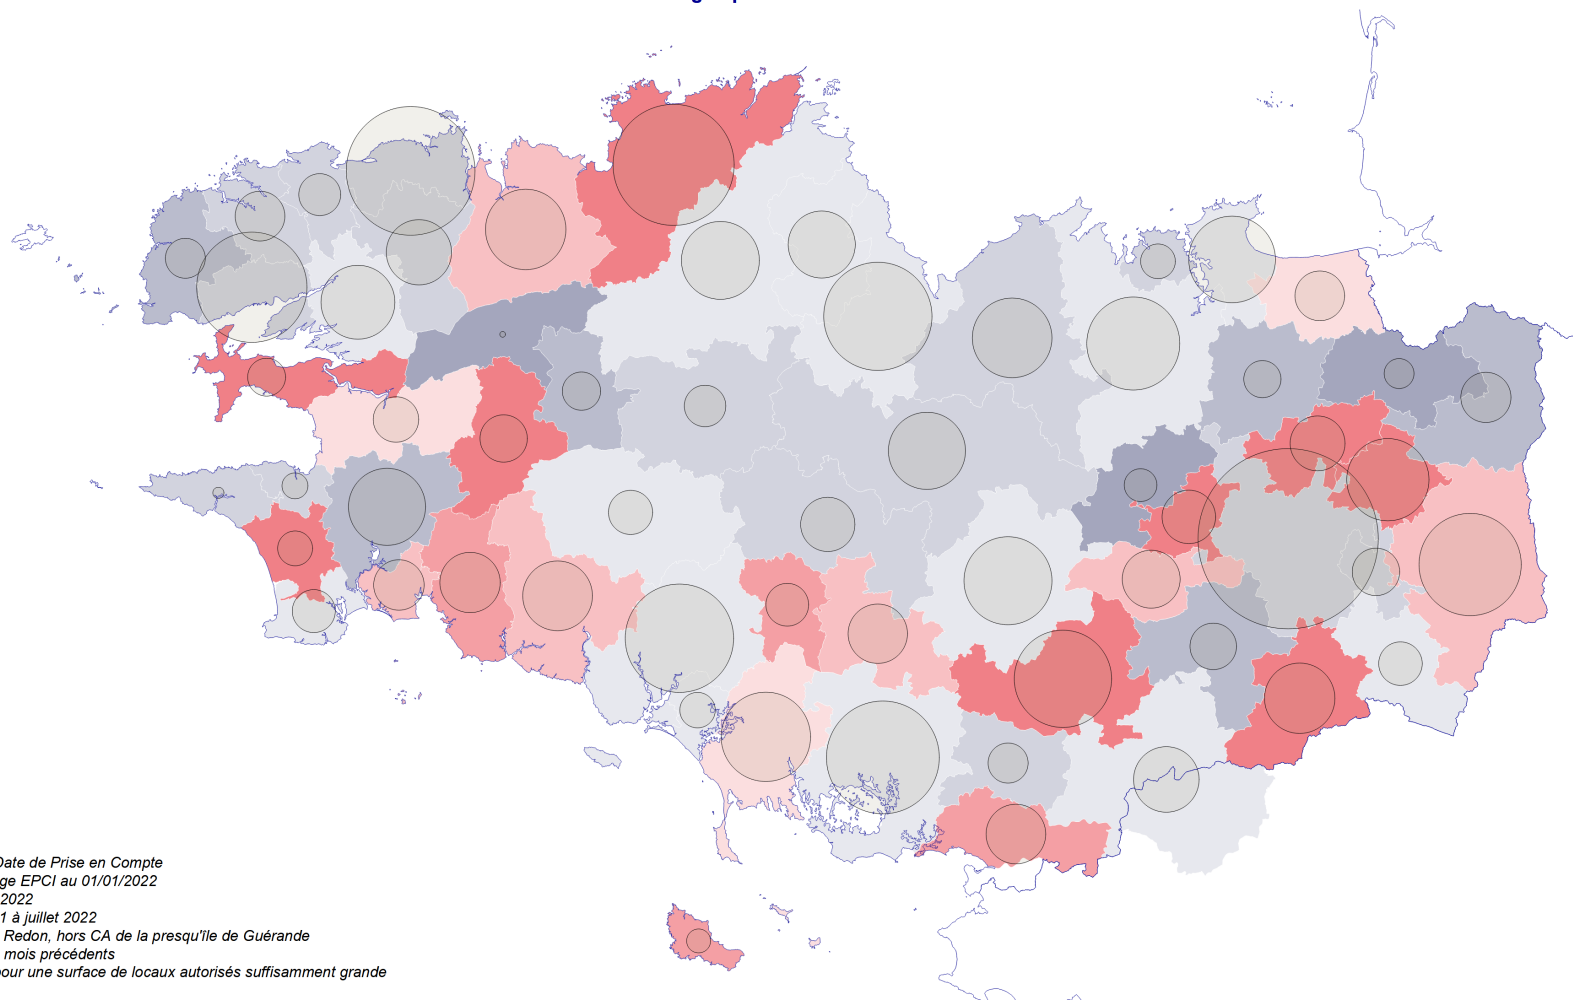 Date de Prise en Compte
ge EPCI au 01/01/2022
2022
1 à juillet 2022
Redon, hors CA de la presqu'île de Guérande
mois précédents
pour une surface de locaux autorisés suffisamment grande